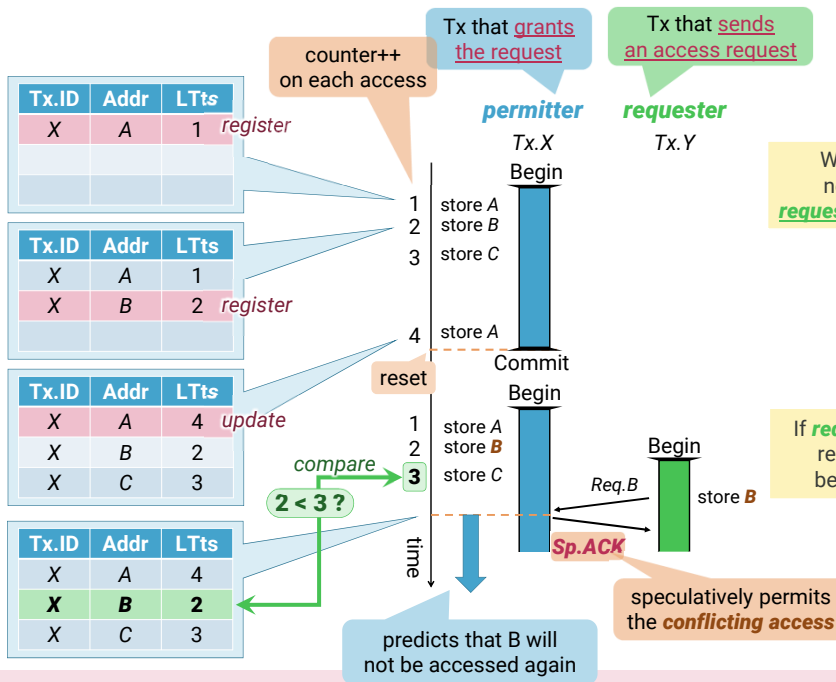 Tx that grants
the request
Tx that sends
an access request
counter++
on each access
permitter
requester
Tx.X
Tx.Y
Tx.ID Addr LTts
X A 1 register
Begin
1 store A
2 store B
3 store C
Tx.ID Addr LTts
X A 1
X B 2 register
4 store A
Commit
reset
Tx.ID Addr LTts
X A 4 update
X B 2
X C 3
Begin
1 store A
2 store B
3 store C
compare
2 < 3 ?
Begin
Req.B
store B
Sp.ACK
time
Tx.ID Addr LTts
X A 4
X B 2
X C 3
predicts that B will
not be accessed again
speculatively permits
the conflicting access
If